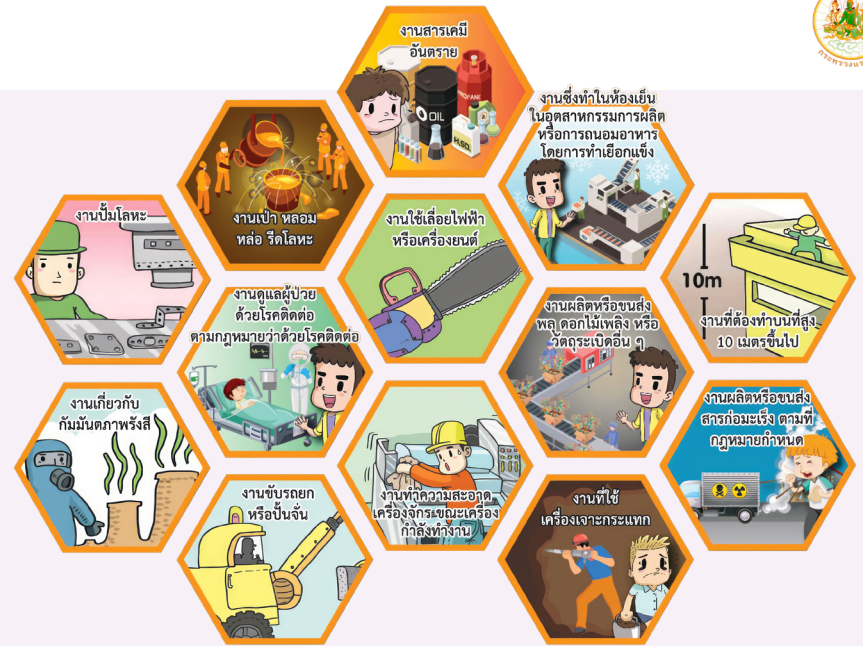 งานสารเคมี
อันตราย
OIL
PROPANE
H₂SO₄
งานซึ่งทำในห้องเย็น
ในอุตสาหกรรมการผลิต
หรือการถนอมอาหาร
โดยการทำเยือกแข็ง
งานเป่า หลอม
หล่อ รีดโลหะ
งานปั๊มโลหะ
งานใช้เลื่อยไฟฟ้า
หรือเครื่องยนต์
10m
งานที่ต้องทำบนที่สูง
10 เมตรขึ้นไป
งานดูแลผู้ป่วย
ด้วยโรคติดต่อ
ตามกฎหมายว่าด้วยโรคติดต่อ
งานผลิตหรือขนส่ง
พลุ ดอกไม้เพลิง หรือ
วัตถุระเบิดอื่น ๆ
งานเกี่ยวกับ
กัมมันตภาพรังสี
งานทำความสะอาด
เครื่องจักรขณะเครื่อง
กำลังทำงาน
งานผลิตหรือขนส่ง
สารก่อมะเร็ง ตามที่
กฎหมายกำหนด
งานขับรถยก
หรือปั้นจั่น
งานที่ใช้
เครื่องเจาะกระแทก